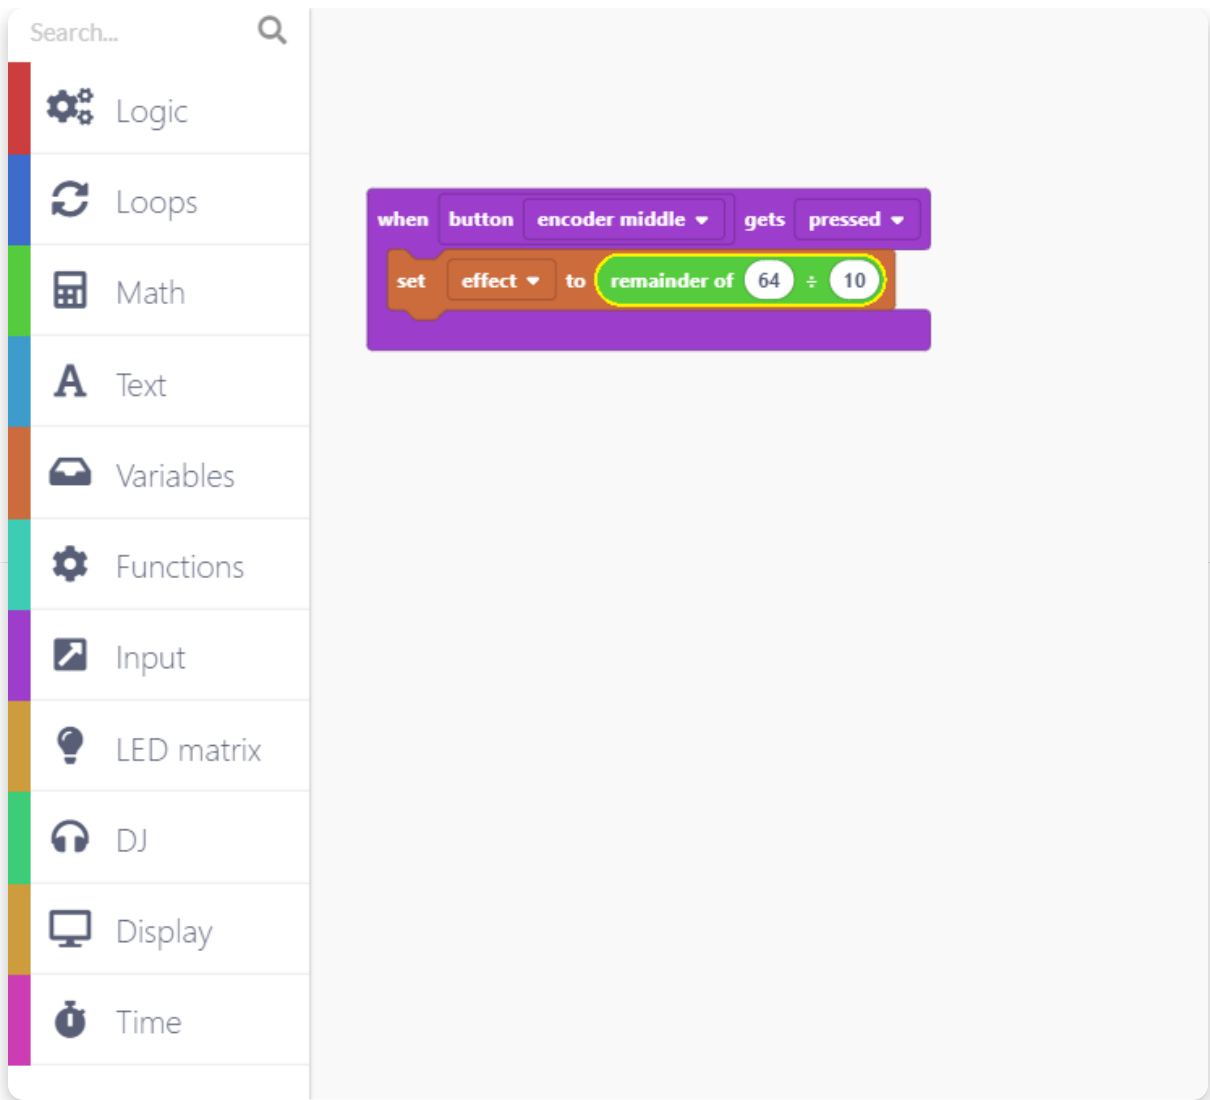 Search...
Logic
Loops
Math
Text
Variables
Functions
Input
LED matrix
DJ
Display
Time
when button encoder middle gets pressed
set effect to remainder of 64 ÷ 10